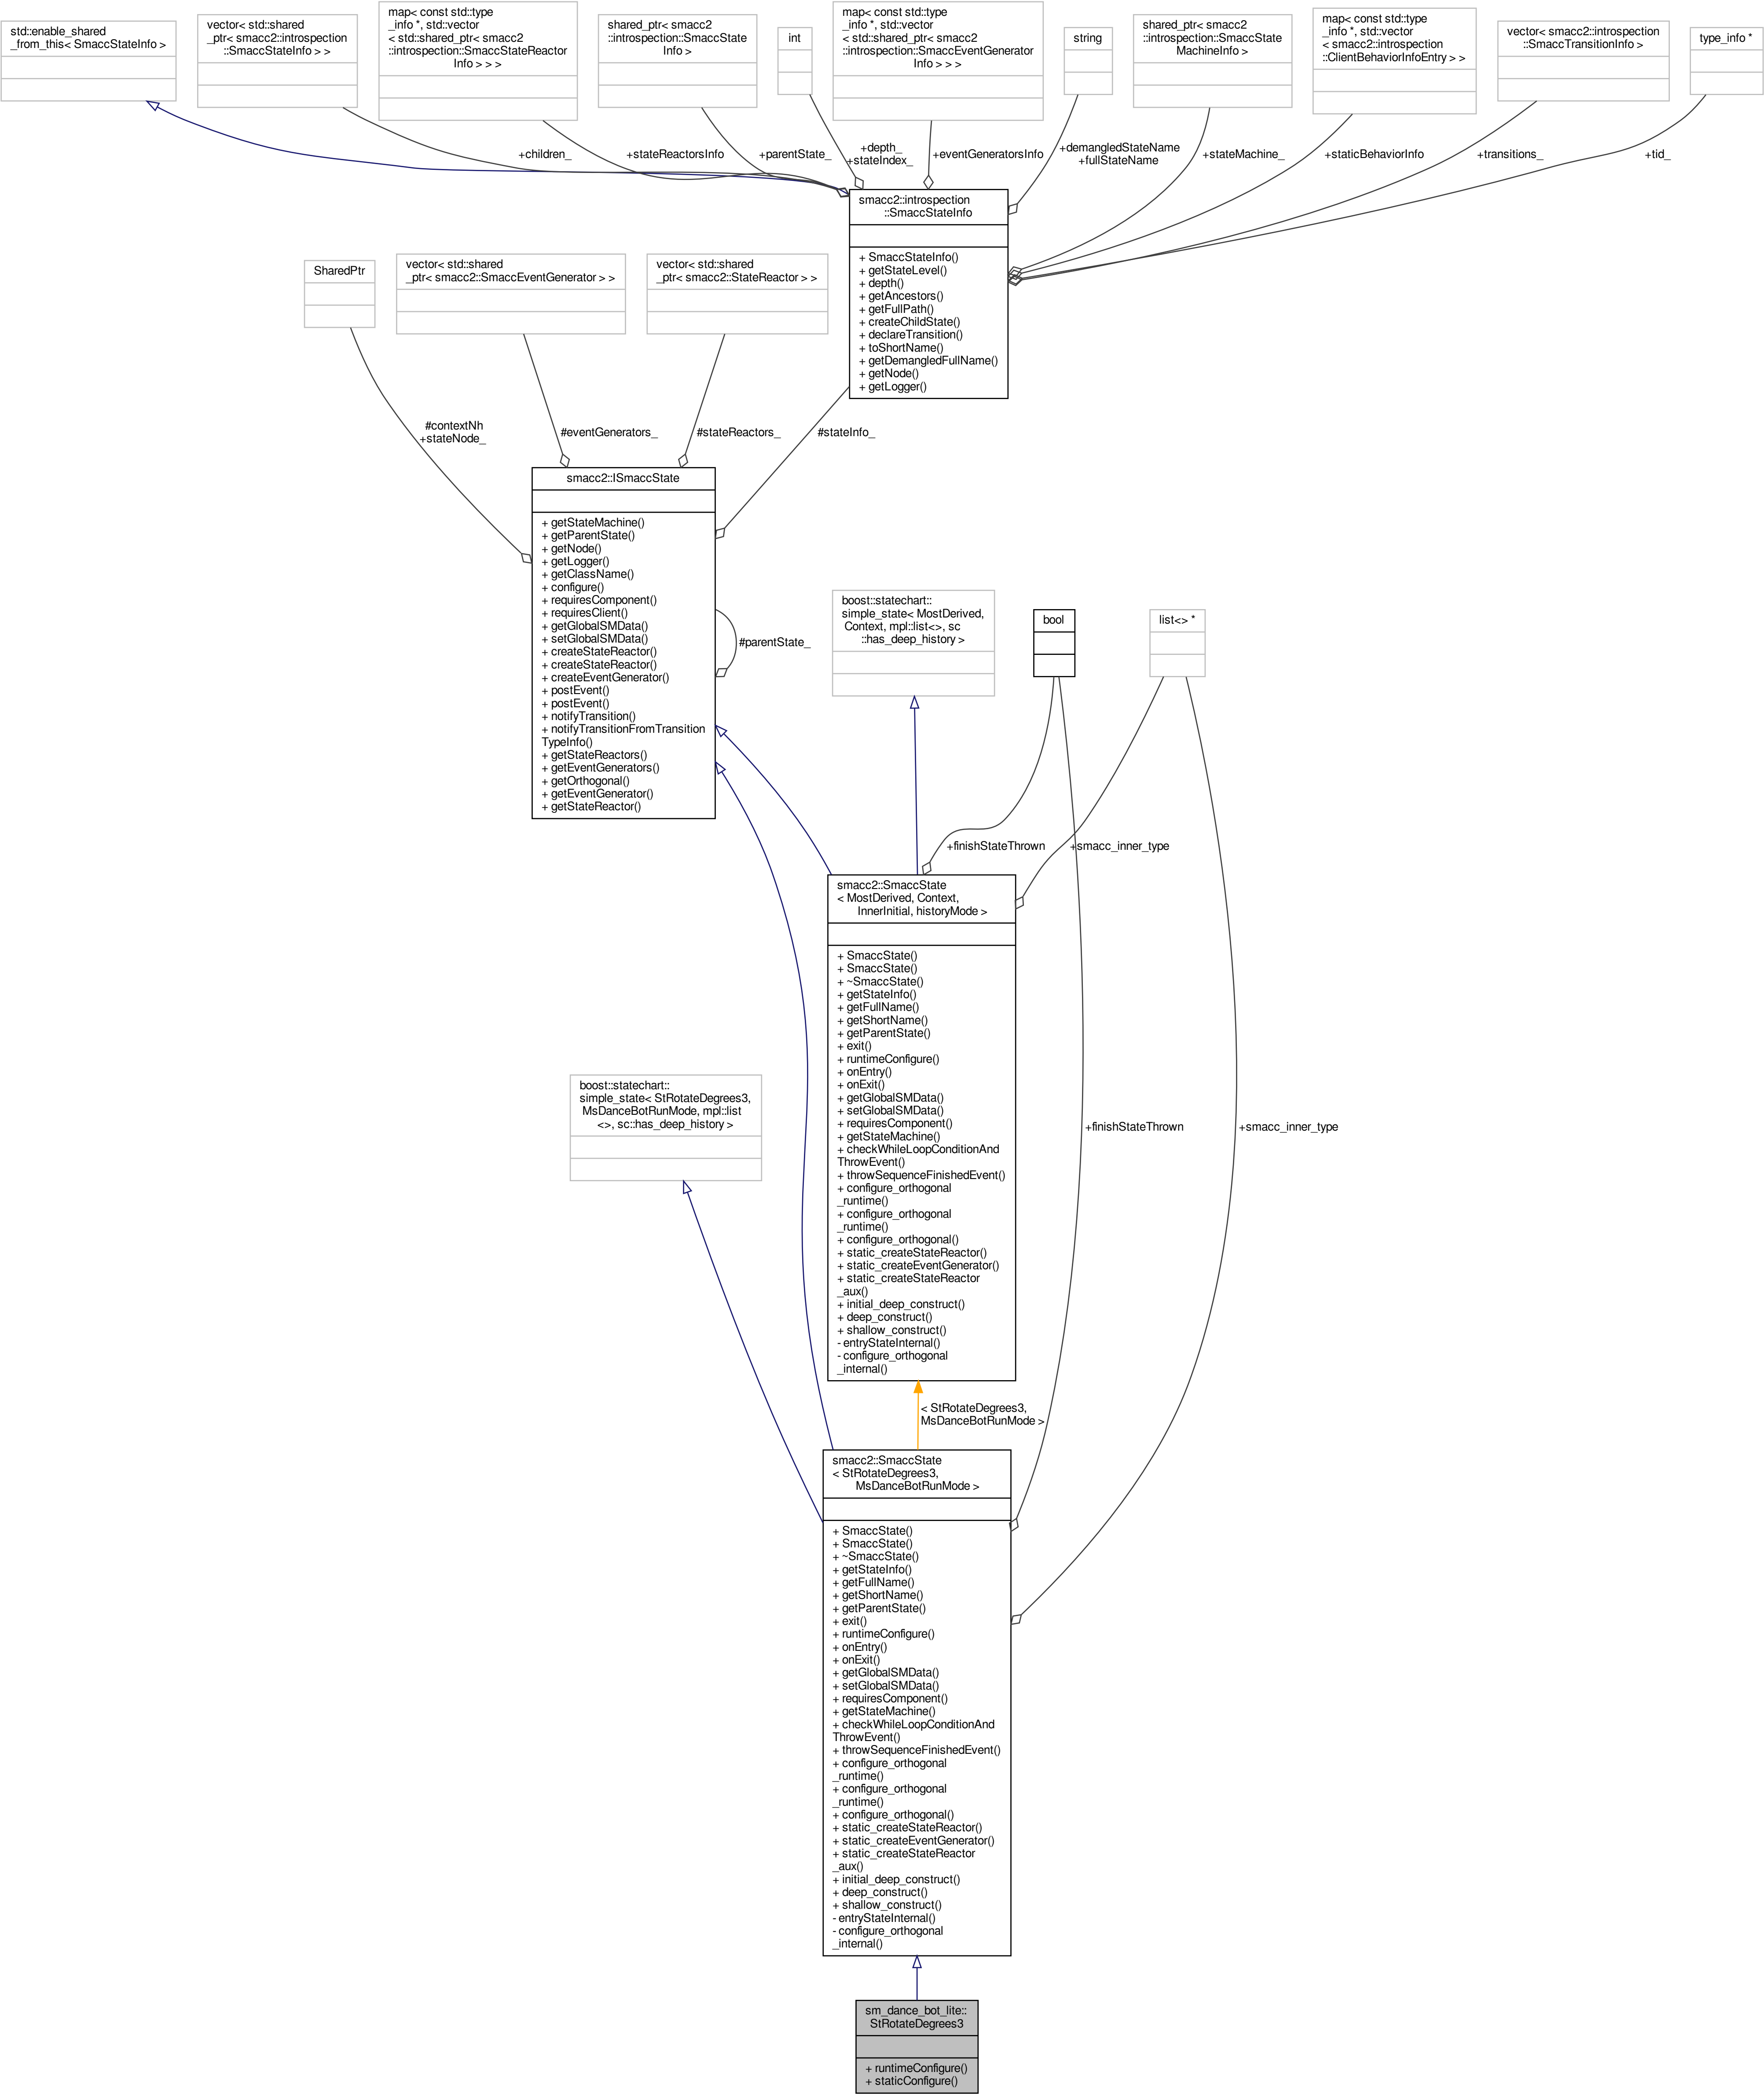 std::enable_shared
_from_this< SmaccStateInfo >
vector< std::shared
_ptr< smacc2::introspection
::SmaccStateInfo > >
map< const std::type
_info *, std::vector
< std::shared_ptr< smacc2
::introspection::SmaccStateReactor
Info > > >
shared_ptr< smacc2
::introspection::SmaccState
Info >
int
map< const std::type
_info *, std::vector
< std::shared_ptr< smacc2
::introspection::SmaccEventGenerator
Info > > >
string
shared_ptr< smacc2
::introspection::SmaccState
MachineInfo >
map< const std::type
_info *, std::vector
< smacc2::introspection
::ClientBehaviorInfoEntry > >
vector< smacc2::introspection
::SmaccTransitionInfo >
type_info *
+children_
+stateReactorsInfo
+parentState_
+depth_
+stateIndex_
+eventGeneratorsInfo
+demangledStateName
+fullStateName
+stateMachine_
+staticBehaviorInfo
+transitions_
+tid_
smacc2::introspection
::SmaccStateInfo
+ SmaccStateInfo()
+ getStateLevel()
+ depth()
+ getAncestors()
+ getFullPath()
+ createChildState()
+ declareTransition()
+ toShortName()
+ getDemangledFullName()
+ getNode()
+ getLogger()
SharedPtr
vector< std::shared
_ptr< smacc2::SmaccEventGenerator > >
vector< std::shared
_ptr< smacc2::StateReactor > >
#contextNh
+stateNode_
#eventGenerators_
#stateReactors_
#stateInfo_
smacc2::ISmaccState
+ getStateMachine()
+ getParentState()
+ getNode()
+ getLogger()
+ getClassName()
+ configure()
+ requiresComponent()
+ requiresClient()
+ getGlobalSMData()
+ setGlobalSMData()
+ createStateReactor()
+ createStateReactor()
+ createEventGenerator()
+ postEvent()
+ postEvent()
+ notifyTransition()
+ notifyTransitionFromTransition
TypeInfo()
+ getStateReactors()
+ getEventGenerators()
+ getOrthogonal()
+ getEventGenerator()
+ getStateReactor()
#parentState_
boost::statechart::
simple_state< MostDerived,
Context, mpl::list<>, sc
::has_deep_history >
bool
list<> *
+finishStateThrown
+smacc_inner_type
smacc2::SmaccState
< MostDerived, Context,
InnerInitial, historyMode >
+ SmaccState()
+ SmaccState()
+ ~SmaccState()
+ getStateInfo()
+ getFullName()
+ getShortName()
+ getParentState()
+ exit()
+ runtimeConfigure()
+ onEntry()
+ onExit()
+ getGlobalSMData()
+ setGlobalSMData()
+ requiresComponent()
+ getStateMachine()
+ checkWhileLoopConditionAnd
ThrowEvent()
+ throwSequenceFinishedEvent()
+ configure_orthogonal
_runtime()
+ configure_orthogonal
_runtime()
+ configure_orthogonal()
+ static_createStateReactor()
+ static_createEventGenerator()
+ static_createStateReactor
_aux()
+ initial_deep_construct()
+ deep_construct()
+ shallow_construct()
- entryStateInternal()
- configure_orthogonal
_internal()
boost::statechart::
simple_state< StRotateDegrees3,
MsDanceBotRunMode, mpl::list
<>, sc::has_deep_history >
+finishStateThrown
+smacc_inner_type
< StRotateDegrees3,
MsDanceBotRunMode >
smacc2::SmaccState
< StRotateDegrees3,
MsDanceBotRunMode >
+ SmaccState()
+ SmaccState()
+ ~SmaccState()
+ getStateInfo()
+ getFullName()
+ getShortName()
+ getParentState()
+ exit()
+ runtimeConfigure()
+ onEntry()
+ onExit()
+ getGlobalSMData()
+ setGlobalSMData()
+ requiresComponent()
+ getStateMachine()
+ checkWhileLoopConditionAnd
ThrowEvent()
+ throwSequenceFinishedEvent()
+ configure_orthogonal
_runtime()
+ configure_orthogonal
_runtime()
+ configure_orthogonal()
+ static_createStateReactor()
+ static_createEventGenerator()
+ static_createStateReactor
_aux()
+ initial_deep_construct()
+ deep_construct()
+ shallow_construct()
- entryStateInternal()
- configure_orthogonal
_internal()
sm_dance_bot_lite::
StRotateDegrees3
+ runtimeConfigure()
+ staticConfigure()